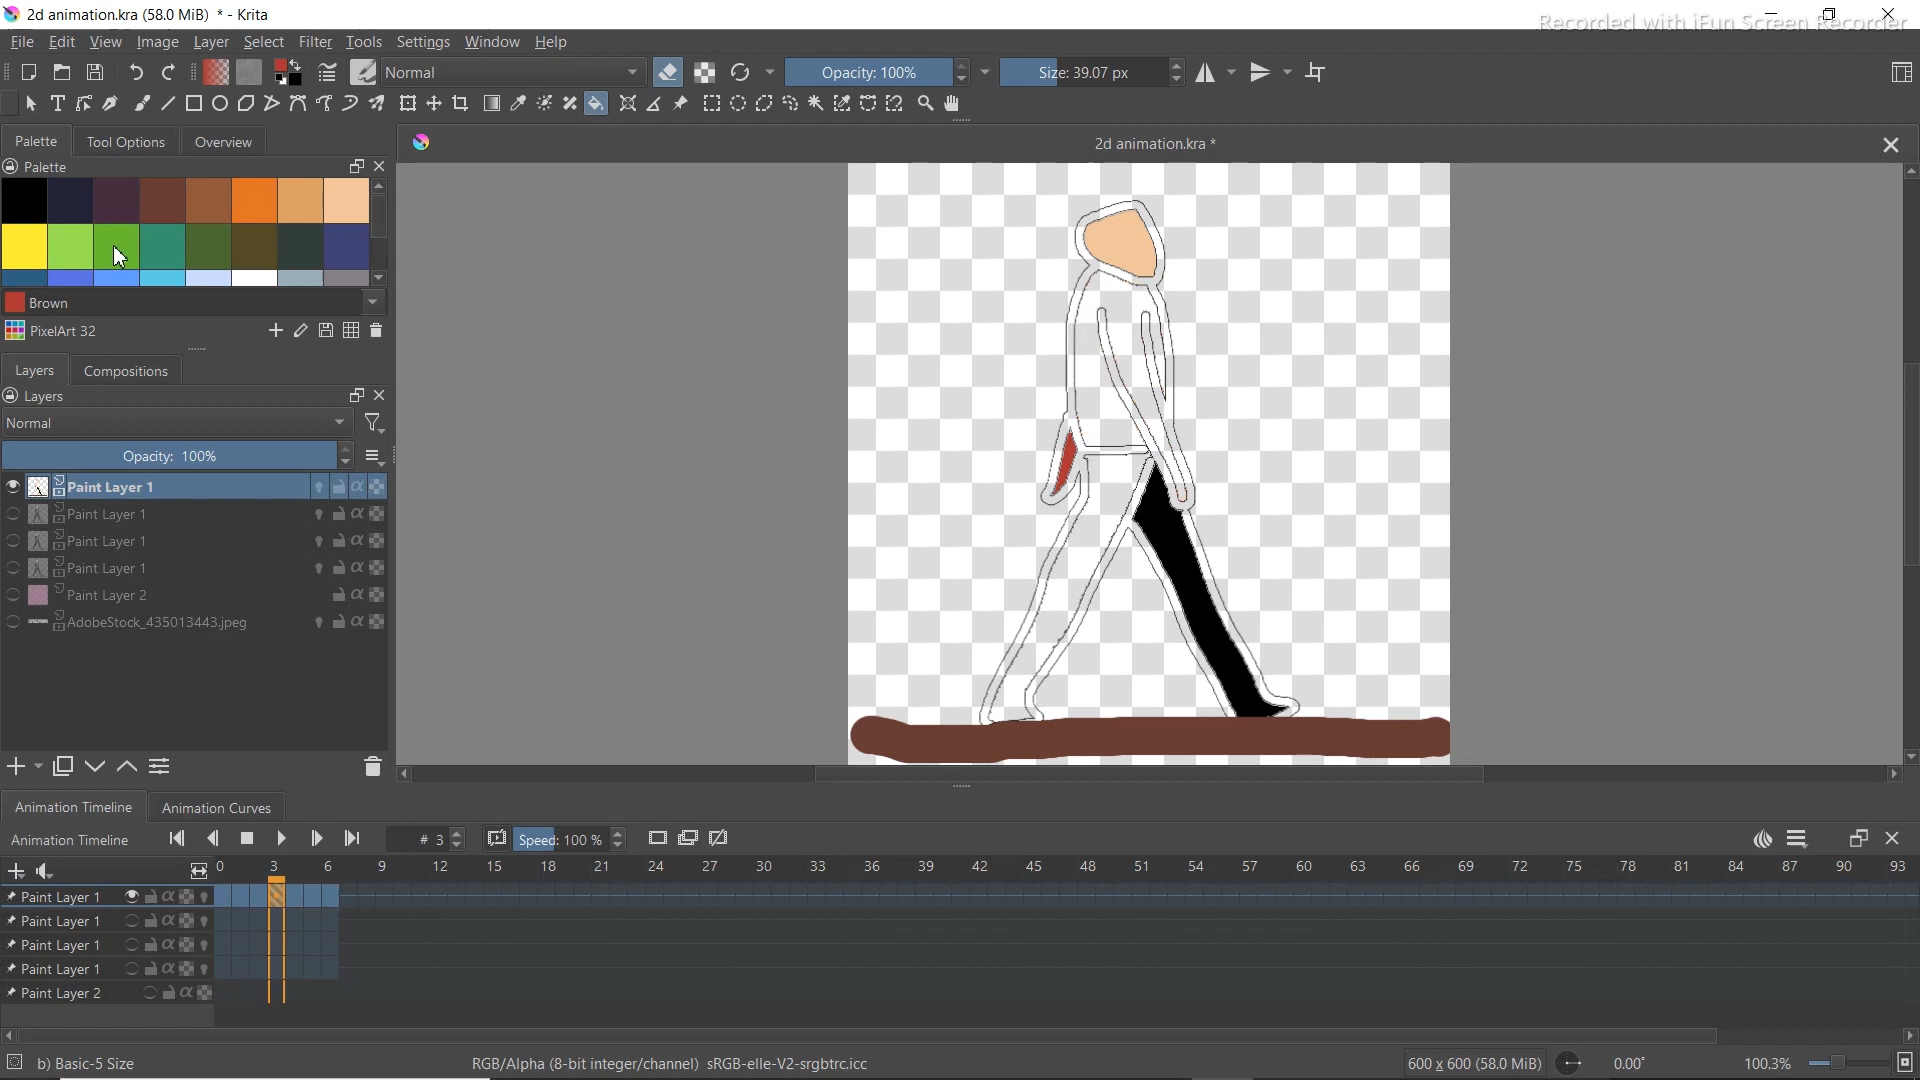 2d animation.kra (58.0 MiB) * - Krita
Recorded with iFun Screen Recorder
File Edit View Image Layer Select Filter Tools Settings Window Help
Normal
Opacity: 100%
Size: 39.07 px
Palette Tool Options Overview
2d animation.kra *
Palette
Brown
PixelArt 32
Layers Compositions
Layers
Normal
Opacity: 100%
Paint Layer 1
Paint Layer 1
Paint Layer 1
Paint Layer 1
Paint Layer 2
AdobeStock_435013443.jpeg
Animation Timeline Animation Curves
Animation Timeline # 3 Speed: 100 %
0 3 6 9 12 15 18 21 24 27 30 33 36 39 42 45 48 51 54 57 60 63 66 69 72 75 78 81 84 87 90 93
Paint Layer 1
Paint Layer 1
Paint Layer 1
Paint Layer 1
Paint Layer 2
b) Basic-5 Size RGB/Alpha (8-bit integer/channel) sRGB-elle-V2-srgbtrc.icc 600 x 600 (58.0 MiB) 0.00° 100.3%